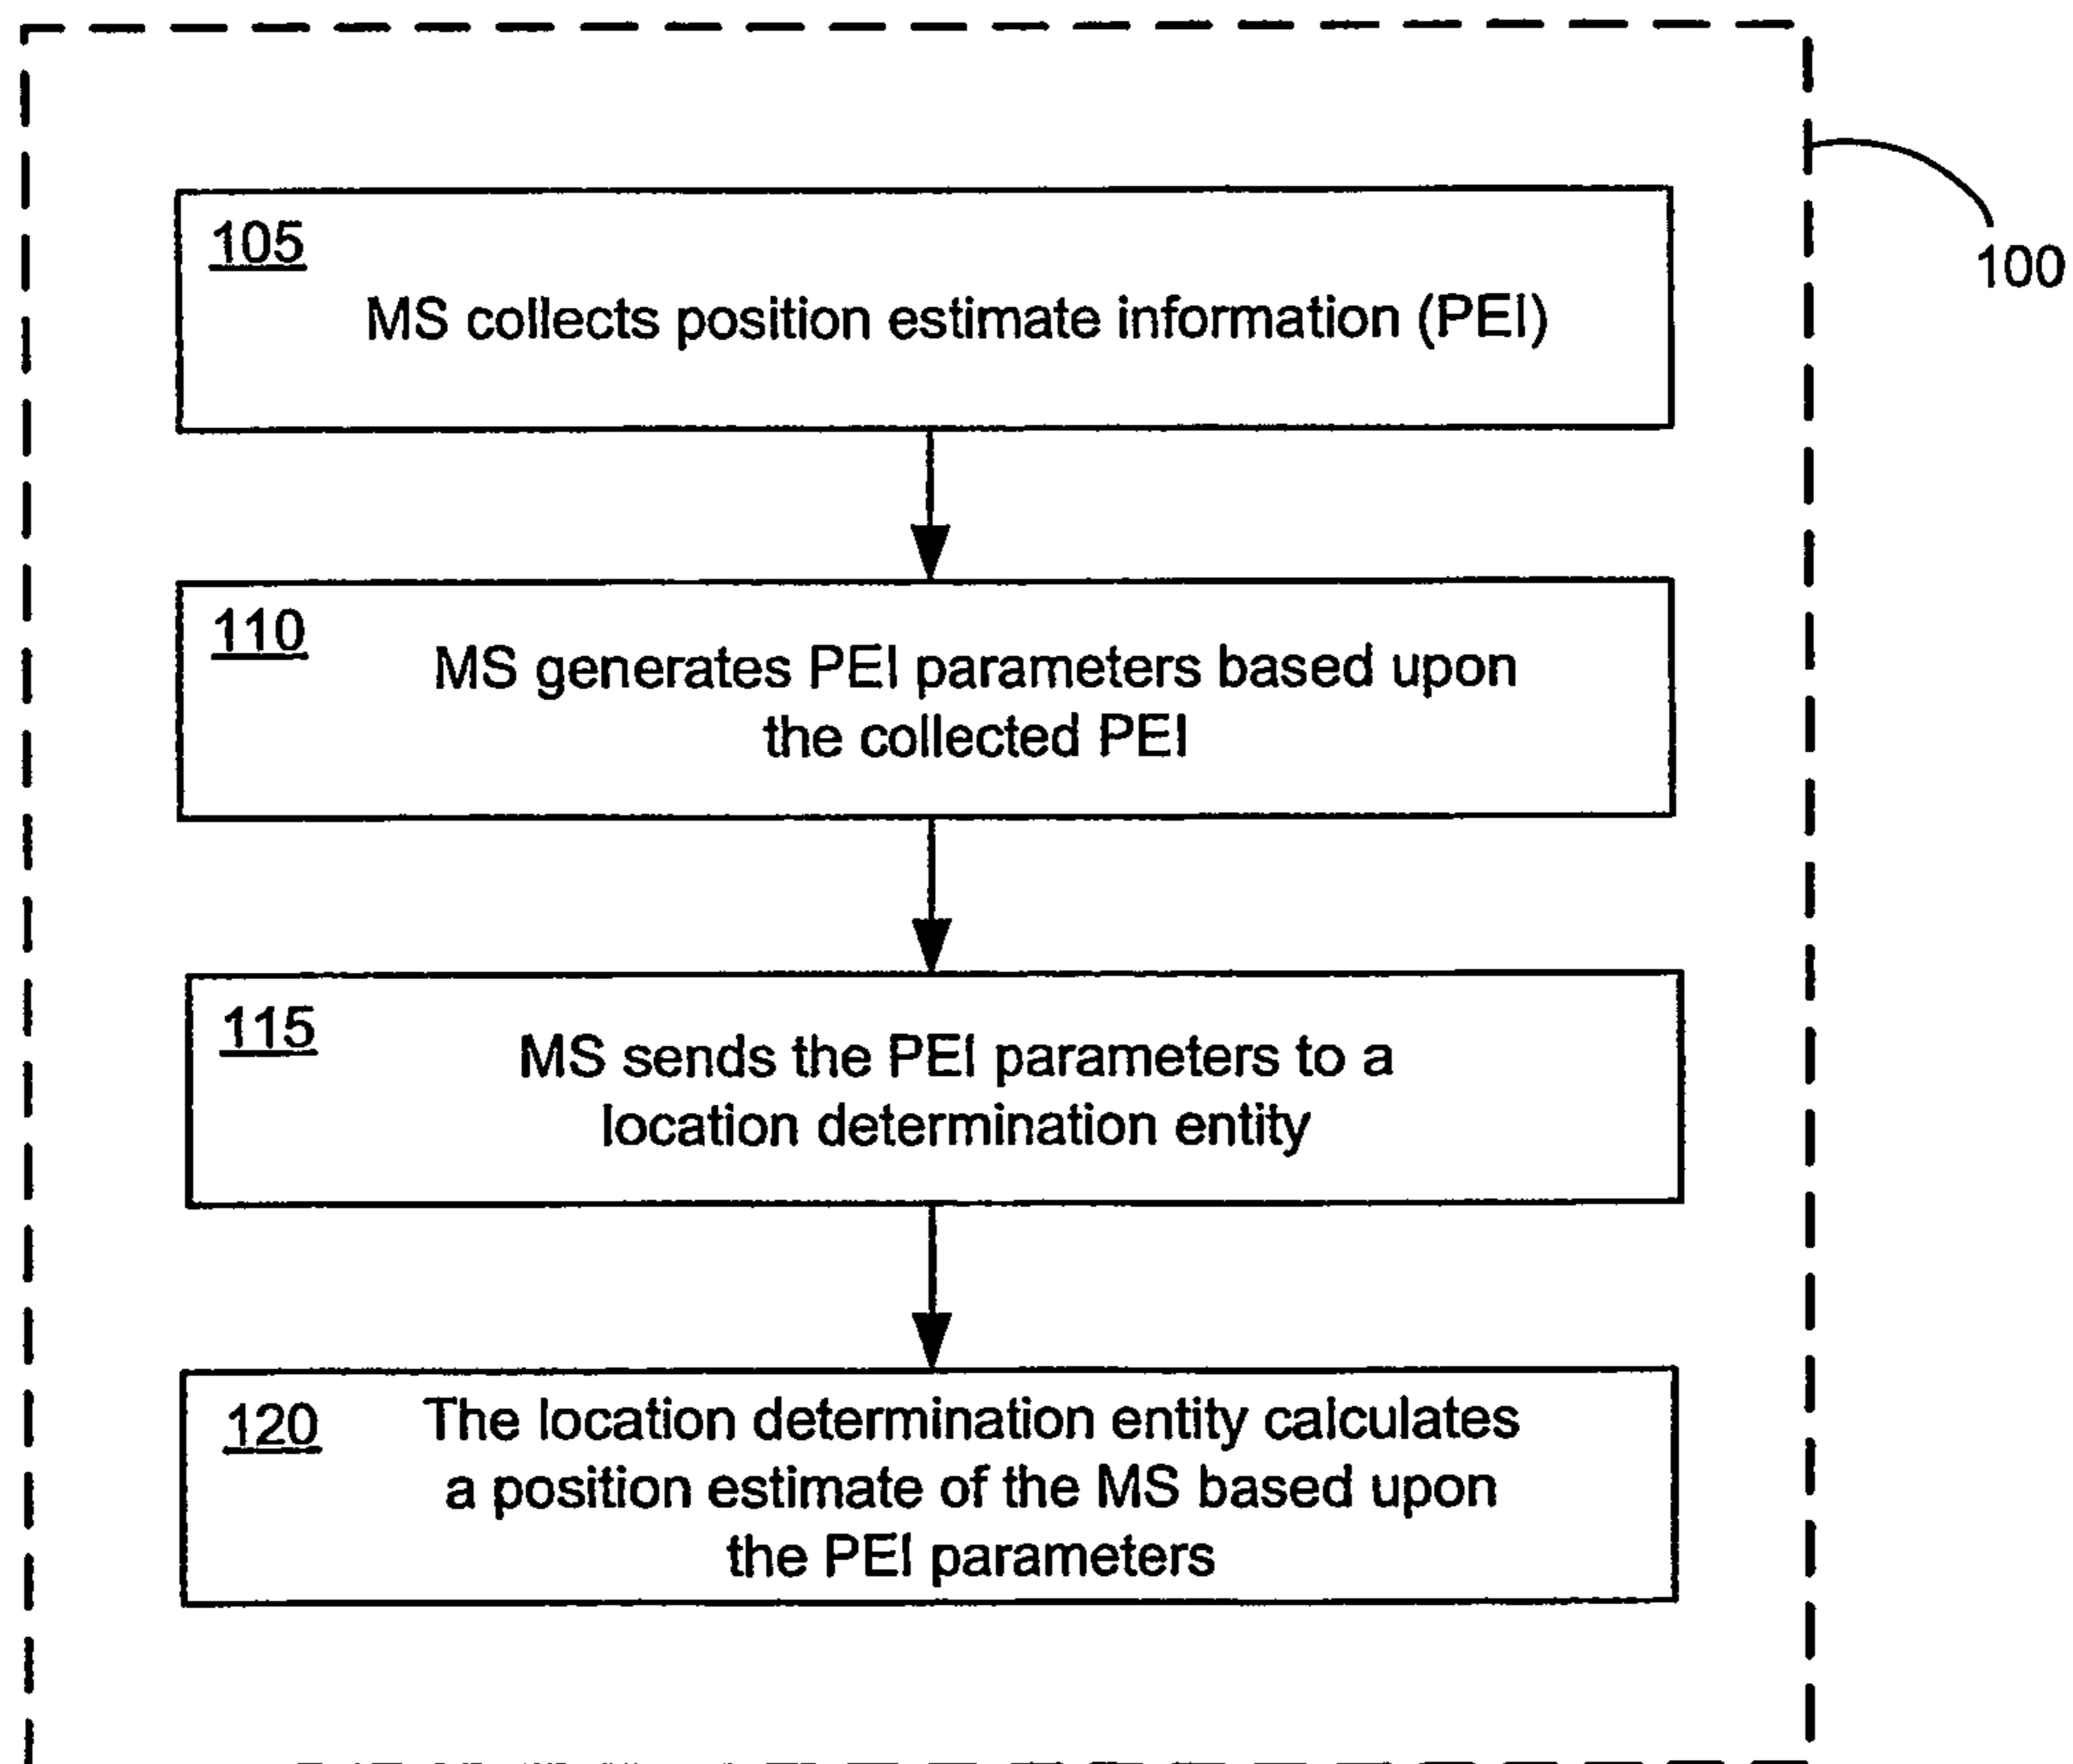 100
105
MS collects position estimate information (PEI)
110
MS generates PEI parameters based upon
the collected PEI
115
MS sends the PEI parameters to a
location determination entity
120
The location determination entity calculates
a position estimate of the MS based upon
the PEI parameters